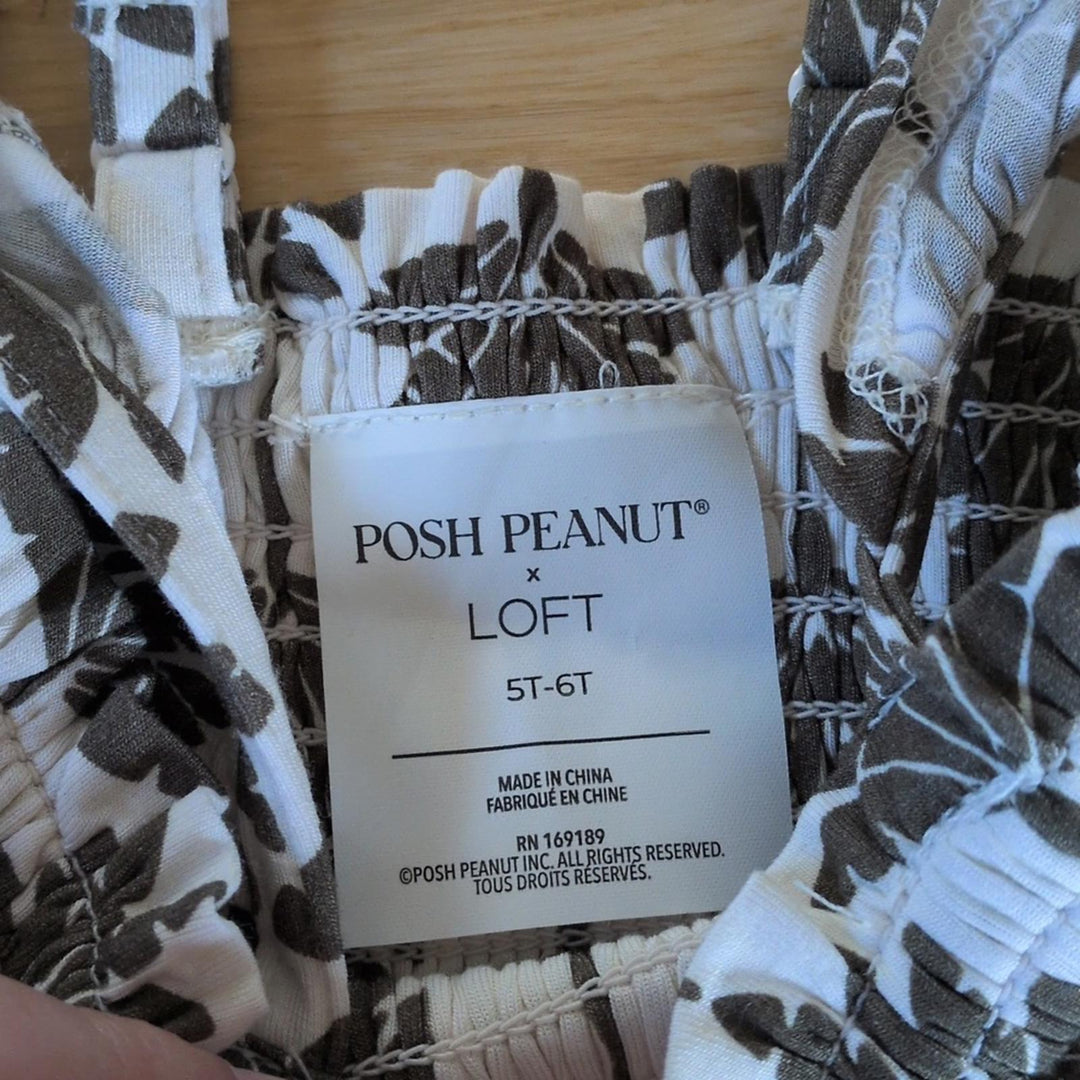 POSH PEANUT®
x
LOFT
5T-6T
MADE IN CHINA
FABRIQUÉ EN CHINE
RN 169189
©POSH PEANUT INC. ALL RIGHTS RESERVED.
TOUS DROITS RÉSERVÉS.